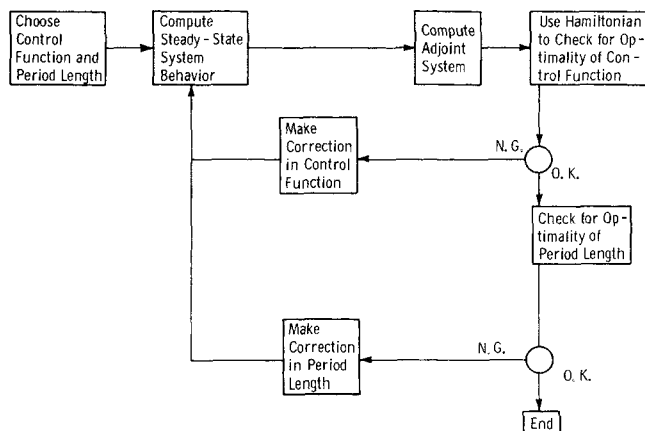 Choose
Control
Function and
Period Length
Compute
Steady-State
System
Behavior
Compute
Adjoint
System
Use Hamiltonian
to Check for Op-
timality of Con-
trol Function
Make
Correction
in Control
Function
N. G.
O. K.
Check for Op-
timality of
Period Length
Make
Correction
in Period
Length
N. G.
O. K.
End